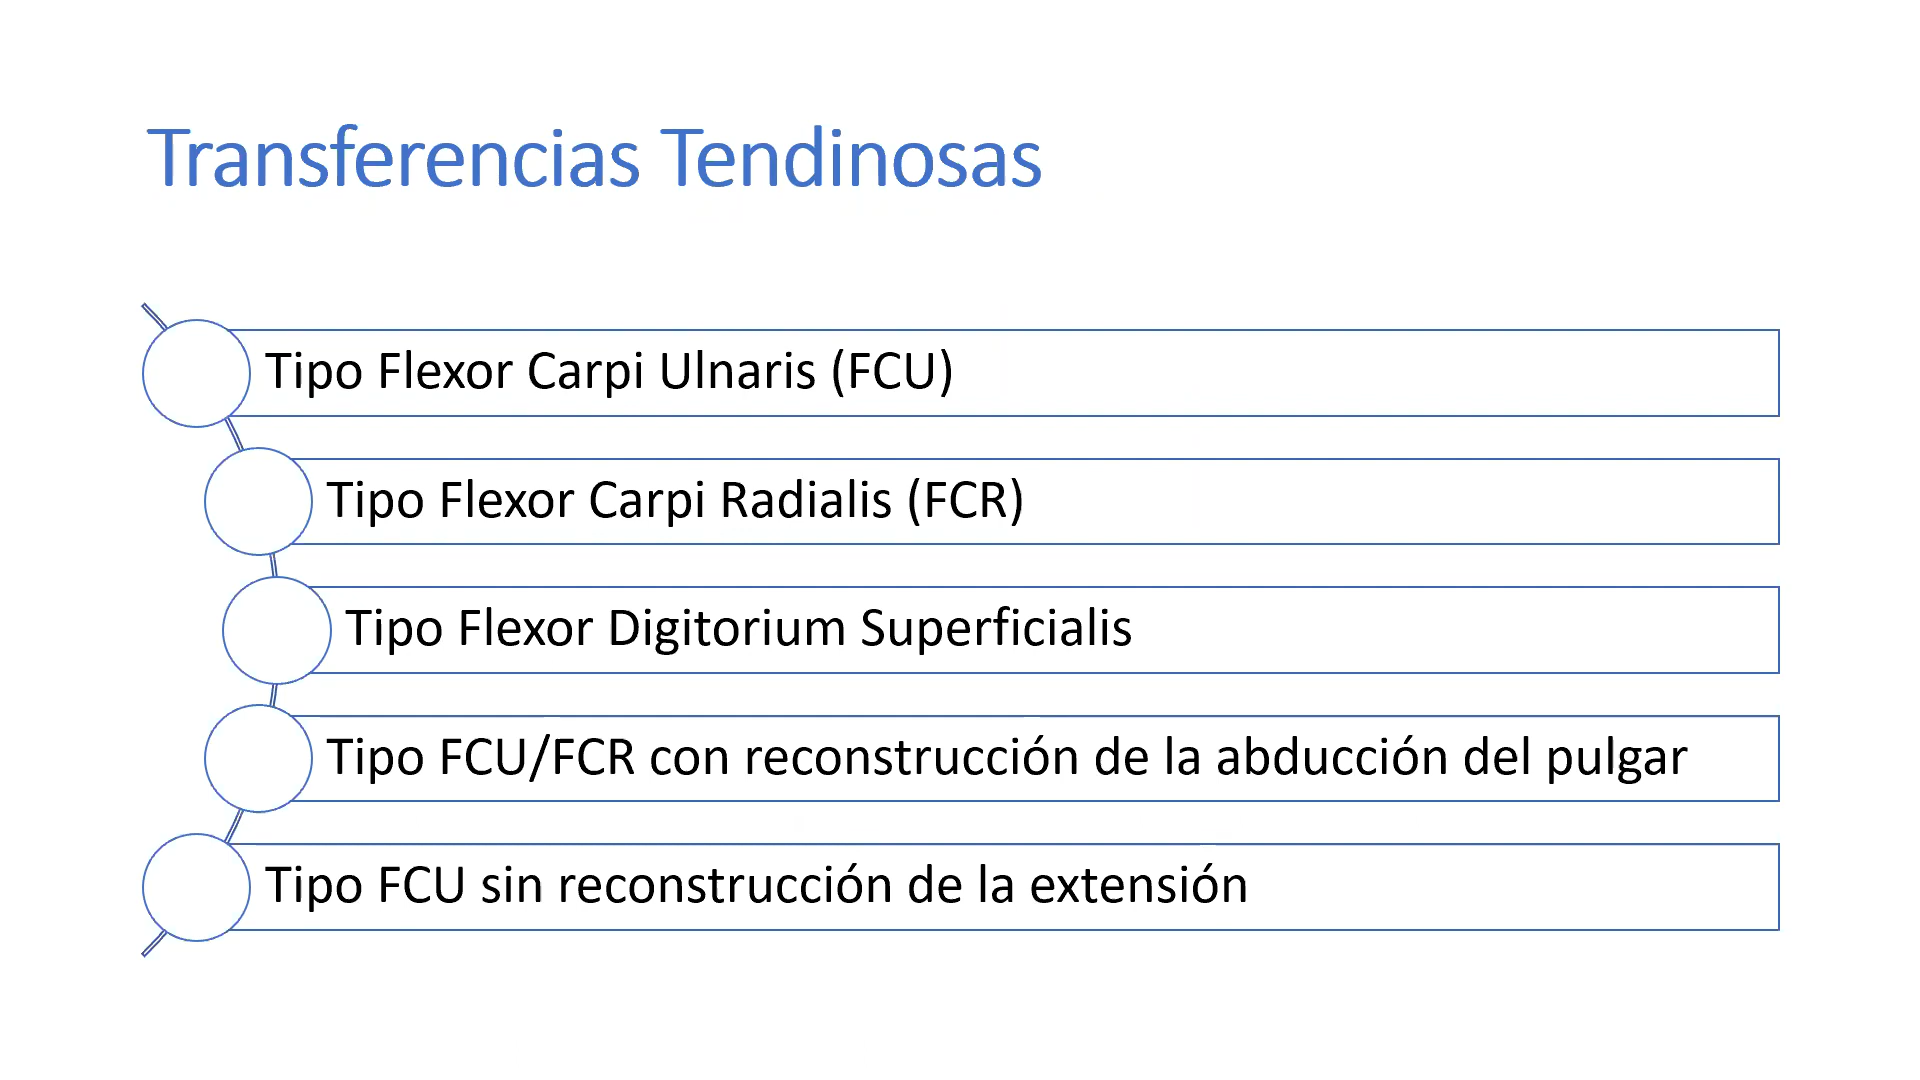 Transferencias Tendinosas
Tipo Flexor Carpi Ulnaris (FCU)
Tipo Flexor Carpi Radialis (FCR)
Tipo Flexor Digitorium Superficialis
Tipo FCU/FCR con reconstrucción de la abducción del pulgar
Tipo FCU sin reconstrucción de la extensión